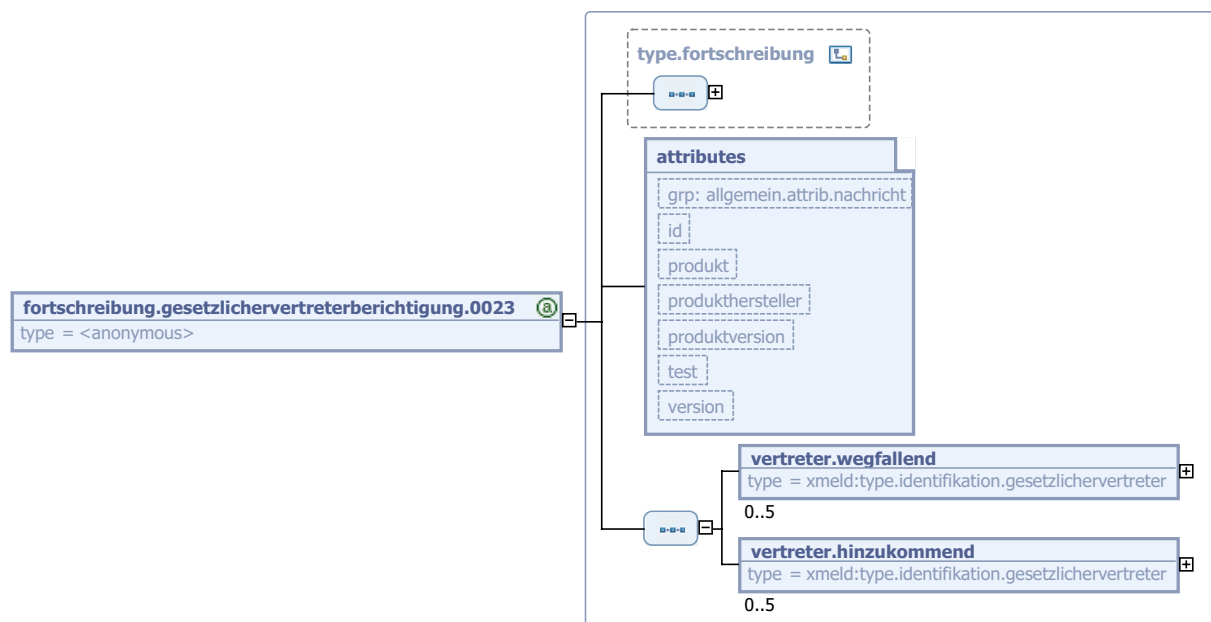 type.fortschreibung
attributes
grp: allgemein.attrib.nachricht
id
produkt
produkthersteller
produktversion
test
version
fortschreibung.gesetzlichervertreterberichtigung.0023 a
type = <anonymous>
vertreter.wegfallend
type = xmeld:type.identifikation.gesetzlichervertreter
0..5
vertreter.hinzukommend
type = xmeld:type.identifikation.gesetzlichervertreter
0..5